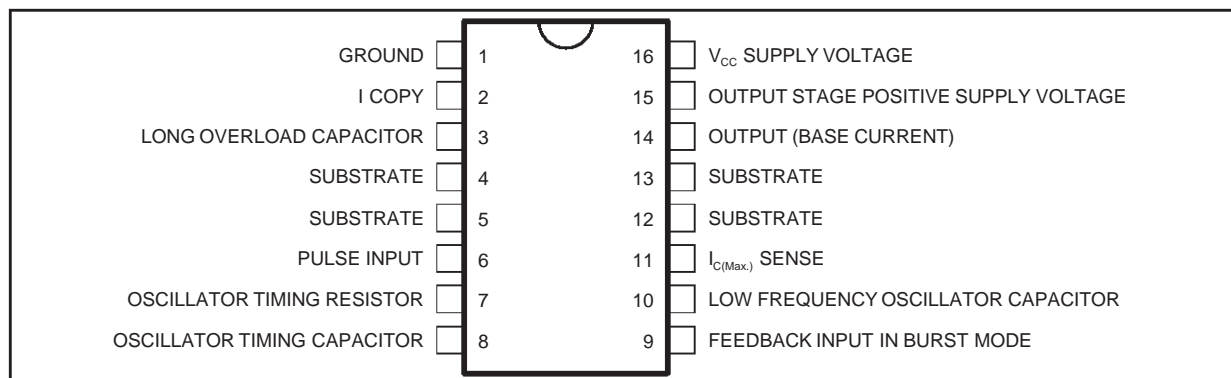 GROUND 1 16 V_CC SUPPLY VOLTAGE
I COPY 2 15 OUTPUT STAGE POSITIVE SUPPLY VOLTAGE
LONG OVERLOAD CAPACITOR 3 14 OUTPUT (BASE CURRENT)
SUBSTRATE 4 13 SUBSTRATE
SUBSTRATE 5 12 SUBSTRATE
PULSE INPUT 6 11 I_C(Max.) SENSE
OSCILLATOR TIMING RESISTOR 7 10 LOW FREQUENCY OSCILLATOR CAPACITOR
OSCILLATOR TIMING CAPACITOR 8 9 FEEDBACK INPUT IN BURST MODE